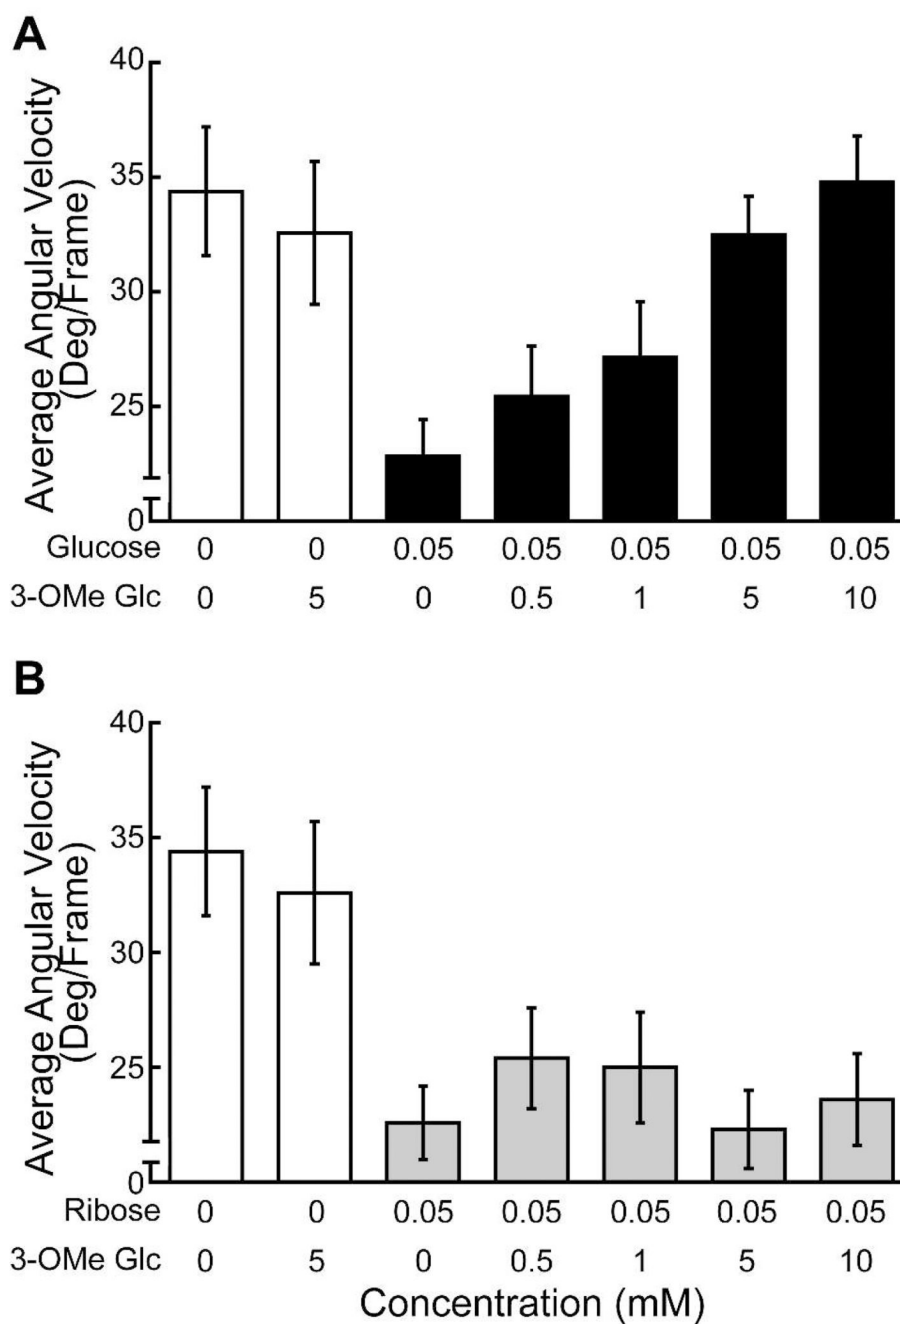 A
Average Angular Velocity
(Deg/Frame)
40
35
30
25
0
Glucose 0 0 0.05 0.05 0.05 0.05 0.05
3-OMe Glc 0 5 0 0.5 1 5 10
B
Average Angular Velocity
(Deg/Frame)
40
35
30
25
0
Ribose 0 0 0.05 0.05 0.05 0.05 0.05
3-OMe Glc 0 5 0 0.5 1 5 10
Concentration (mM)